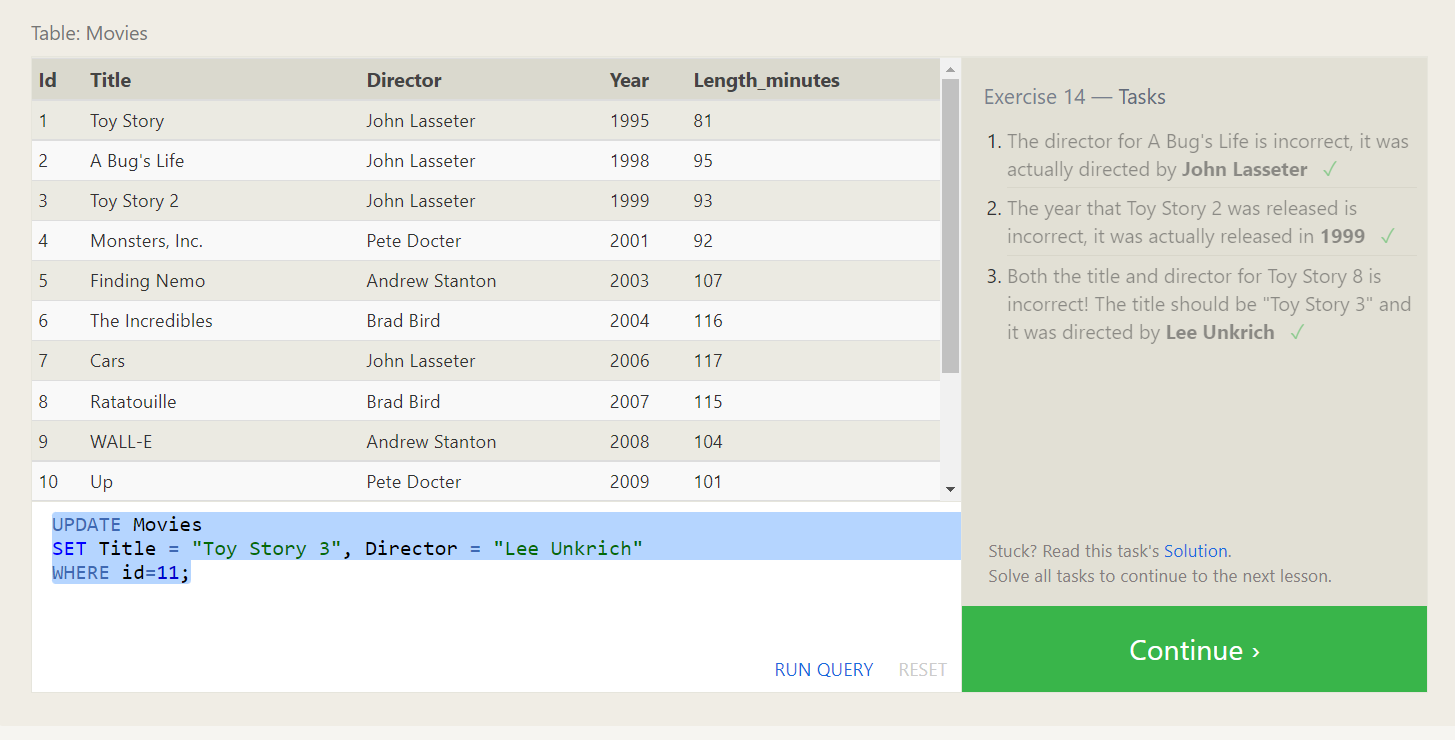 Table: Movies
Id Title Director Year Length_minutes
1 Toy Story John Lasseter 1995 81
2 A Bug's Life John Lasseter 1998 95
3 Toy Story 2 John Lasseter 1999 93
4 Monsters, Inc. Pete Docter 2001 92
5 Finding Nemo Andrew Stanton 2003 107
6 The Incredibles Brad Bird 2004 116
7 Cars John Lasseter 2006 117
8 Ratatouille Brad Bird 2007 115
9 WALL-E Andrew Stanton 2008 104
10 Up Pete Docter 2009 101
UPDATE Movies
SET Title = "Toy Story 3", Director = "Lee Unkrich"
WHERE id=11;
RUN QUERY RESET
Exercise 14 — Tasks
1. The director for A Bug's Life is incorrect, it was
actually directed by John Lasseter ✓
2. The year that Toy Story 2 was released is
incorrect, it was actually released in 1999 ✓
3. Both the title and director for Toy Story 8 is
incorrect! The title should be "Toy Story 3" and
it was directed by Lee Unkrich ✓
Stuck? Read this task's Solution.
Solve all tasks to continue to the next lesson.
Continue ›